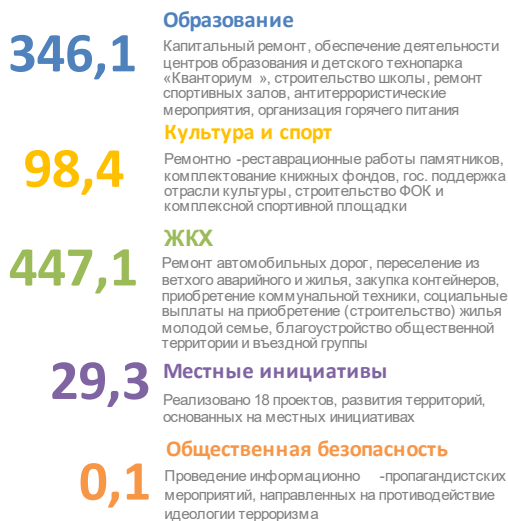 Образование
346,1
Капитальный ремонт, обеспечение деятельности
центров образования и детского технопарка
«Кванториум », строительство школы, ремонт
спортивных залов, антитеррористические
мероприятия, организация горячего питания
Культура и спорт
98,4
Ремонтно -реставрационные работы памятников,
комплектование книжных фондов, гос. поддержка
отрасли культуры, строительство ФОК и
комплексной спортивной площадки
ЖКХ
447,1
Ремонт автомобильных дорог, переселение из
ветхого аварийного и жилья, закупка контейнеров,
приобретение коммунальной техники, социальные
выплаты на приобретение (строительство) жилья
молодой семье, благоустройство общественной
территории и въездной группы
29,3
Местные инициативы
Реализовано 18 проектов, развития территорий,
основанных на местных инициативах
Общественная безопасность
0,1
Проведение информационно -пропагандистских
мероприятий, направленных на противодействие
идеологии терроризма